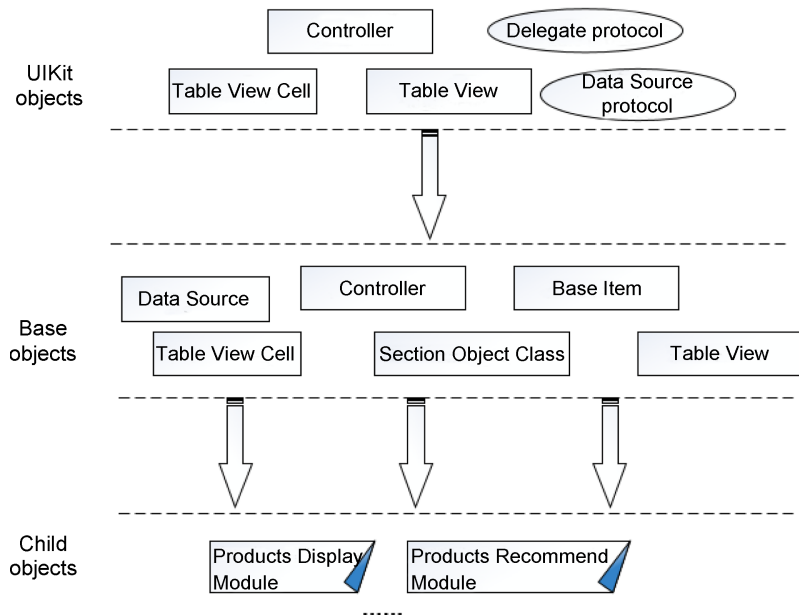 Controller
Delegate protocol
UIKit
objects
Table View Cell
Table View
Data Source
protocol
Data Source
Controller
Base Item
Base
objects
Table View Cell
Section Object Class
Table View
Child
objects
Products Display
Module
Products Recommend
Module
......